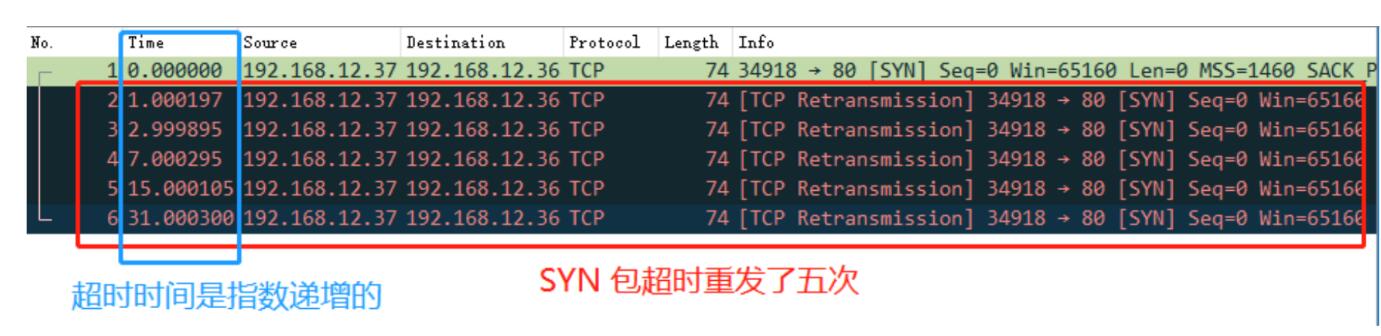 No. Time Source Destination Protocol Length Info
1 0.000000 192.168.12.37 192.168.12.36 TCP 74 34918 → 80 [SYN] Seq=0 Win=65160 Len=0 MSS=1460 SACK P
2 1.000197 192.168.12.37 192.168.12.36 TCP 74 [TCP Retransmission] 34918 → 80 [SYN] Seq=0 Win=65160
3 2.999895 192.168.12.37 192.168.12.36 TCP 74 [TCP Retransmission] 34918 → 80 [SYN] Seq=0 Win=65160
4 7.000295 192.168.12.37 192.168.12.36 TCP 74 [TCP Retransmission] 34918 → 80 [SYN] Seq=0 Win=65160
5 15.000105 192.168.12.37 192.168.12.36 TCP 74 [TCP Retransmission] 34918 → 80 [SYN] Seq=0 Win=65160
6 31.000300 192.168.12.37 192.168.12.36 TCP 74 [TCP Retransmission] 34918 → 80 [SYN] Seq=0 Win=65160
超时时间是指数递增的
SYN 包超时重发了五次